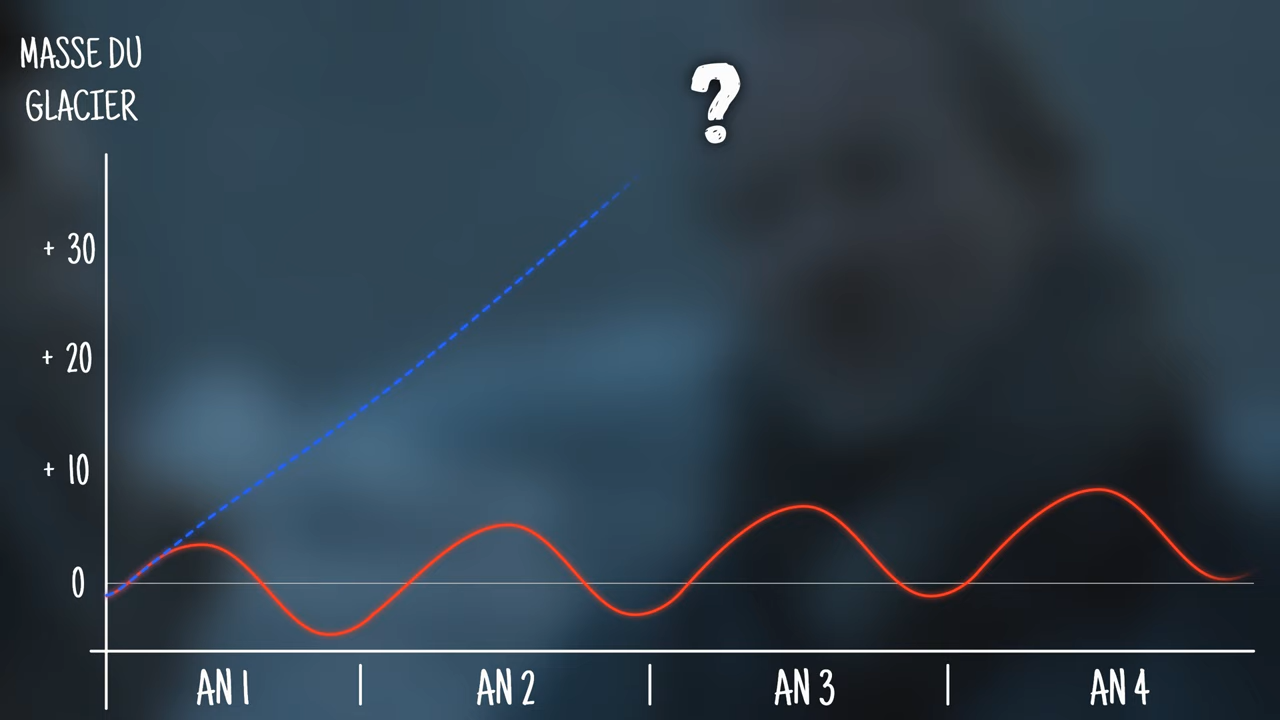 MASSE DU
GLACIER
?
+ 30
+ 20
+ 10
0
AN 1 | AN 2 | AN 3 | AN 4